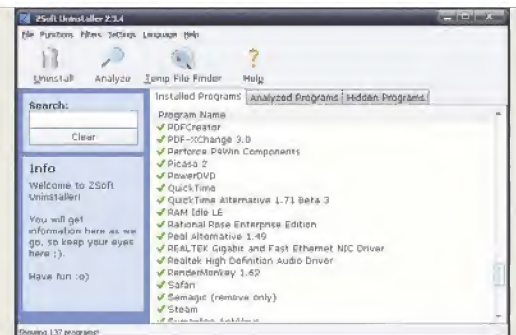 ZSoft Uninstaller 2.3.4
File Functions Filters Settings Language Help
Uninstall Analyze Temp File Finder Help
Search:
Clear
Info
Welcome to ZSoft
Uninstaller!
You will get
information here as we
go, so keep your eyes
here ;).
Have fun :o)
Installed Programs Analyzed Programs Hidden Programs
Program Name
PDFCreator
PDF-XChange 3.0
Perforce P4Win Components
Picasa 2
PowerDVD
QuickTime
QuickTime Alternative 1.71 Beta 3
RAM Idle LE
Rational Rose Enterprise Edition
Real Alternative 1.49
REALTEK Gigabit and Fast Ethernet NIC Driver
Realtek High Definition Audio Driver
RenderMonkey 1.62
Safari
Semagic (remove only)
Steam
Symantec AntiVirus
Showing 137 programs!